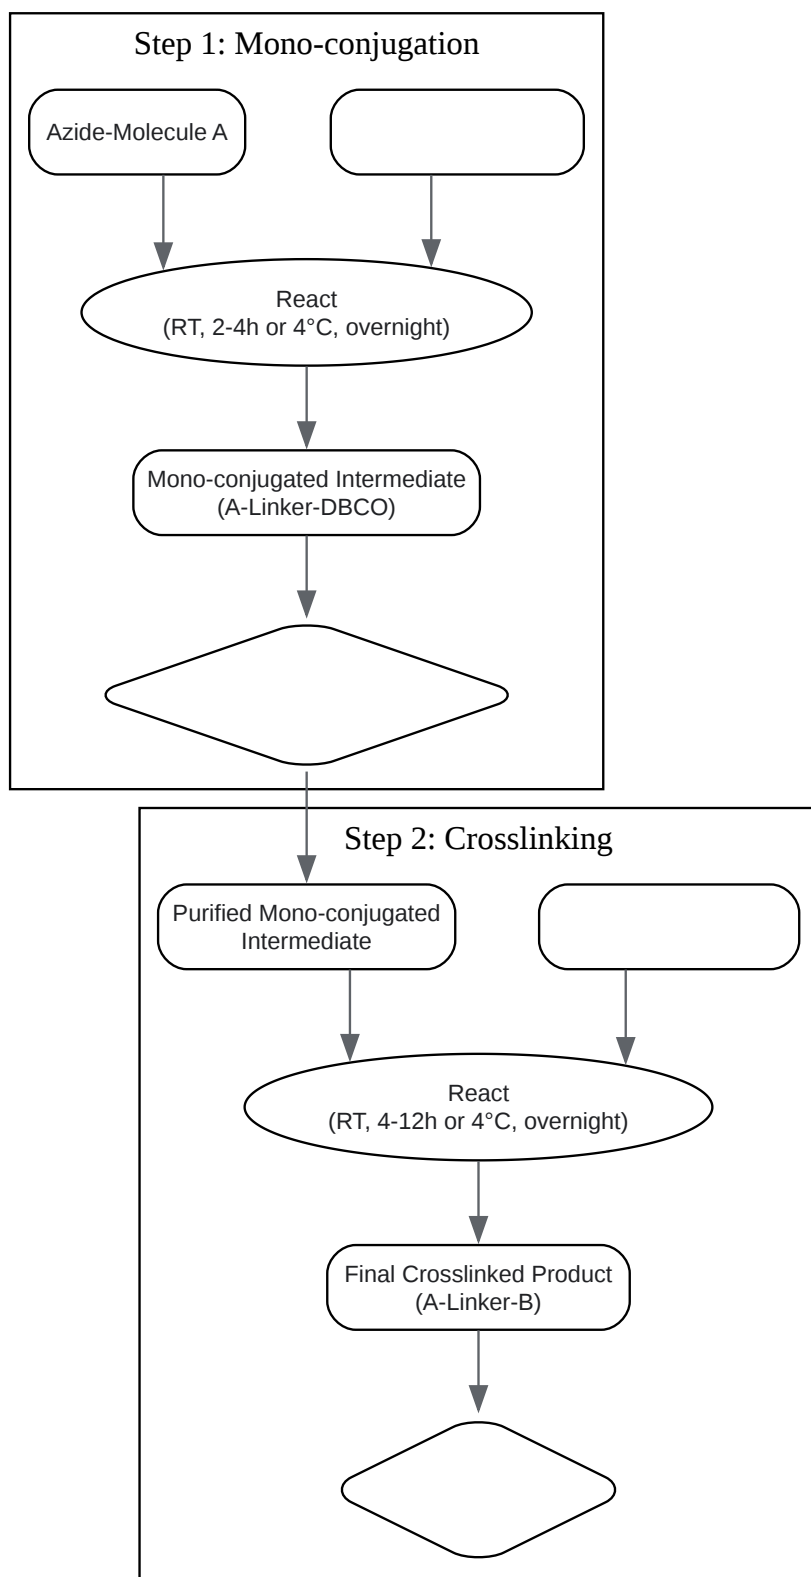 Step 1: Mono-conjugation
Azide-Molecule A
React
(RT, 2-4h or 4°C, overnight)
Mono-conjugated Intermediate
(A-Linker-DBCO)
Step 2: Crosslinking
Purified Mono-conjugated
Intermediate
React
(RT, 4-12h or 4°C, overnight)
Final Crosslinked Product
(A-Linker-B)